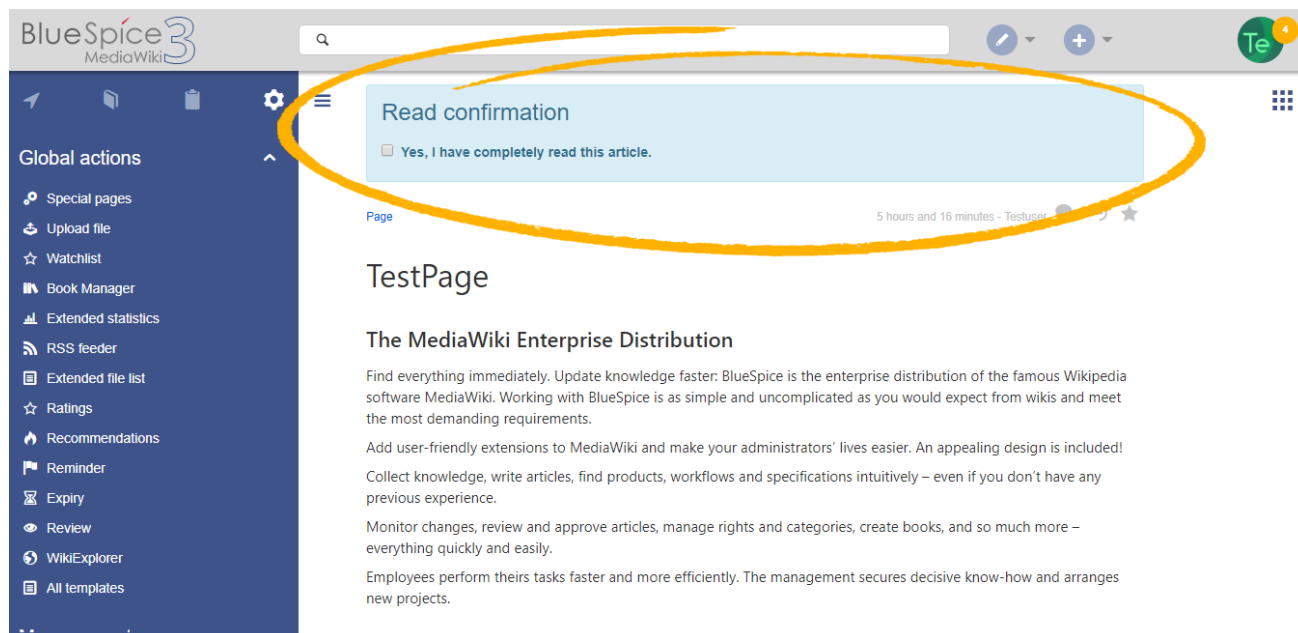 BlueSpice 3
MediaWiki
Te
4
Read confirmation
Yes, I have completely read this article.
Global actions
Special pages
Upload file
Watchlist
Book Manager
Extended statistics
RSS feeder
Extended file list
Ratings
Recommendations
Reminder
Expiry
Review
WikiExplorer
All templates
Page
5 hours and 16 minutes - Testuser
TestPage
The MediaWiki Enterprise Distribution
Find everything immediately. Update knowledge faster: BlueSpice is the enterprise distribution of the famous Wikipedia
software MediaWiki. Working with BlueSpice is as simple and uncomplicated as you would expect from wikis and meet
the most demanding requirements.
Add user-friendly extensions to MediaWiki and make your administrators’ lives easier. An appealing design is included!
Collect knowledge, write articles, find products, workflows and specifications intuitively – even if you don’t have any
previous experience.
Monitor changes, review and approve articles, manage rights and categories, create books, and so much more –
everything quickly and easily.
Employees perform theirs tasks faster and more efficiently. The management secures decisive know-how and arranges
new projects.